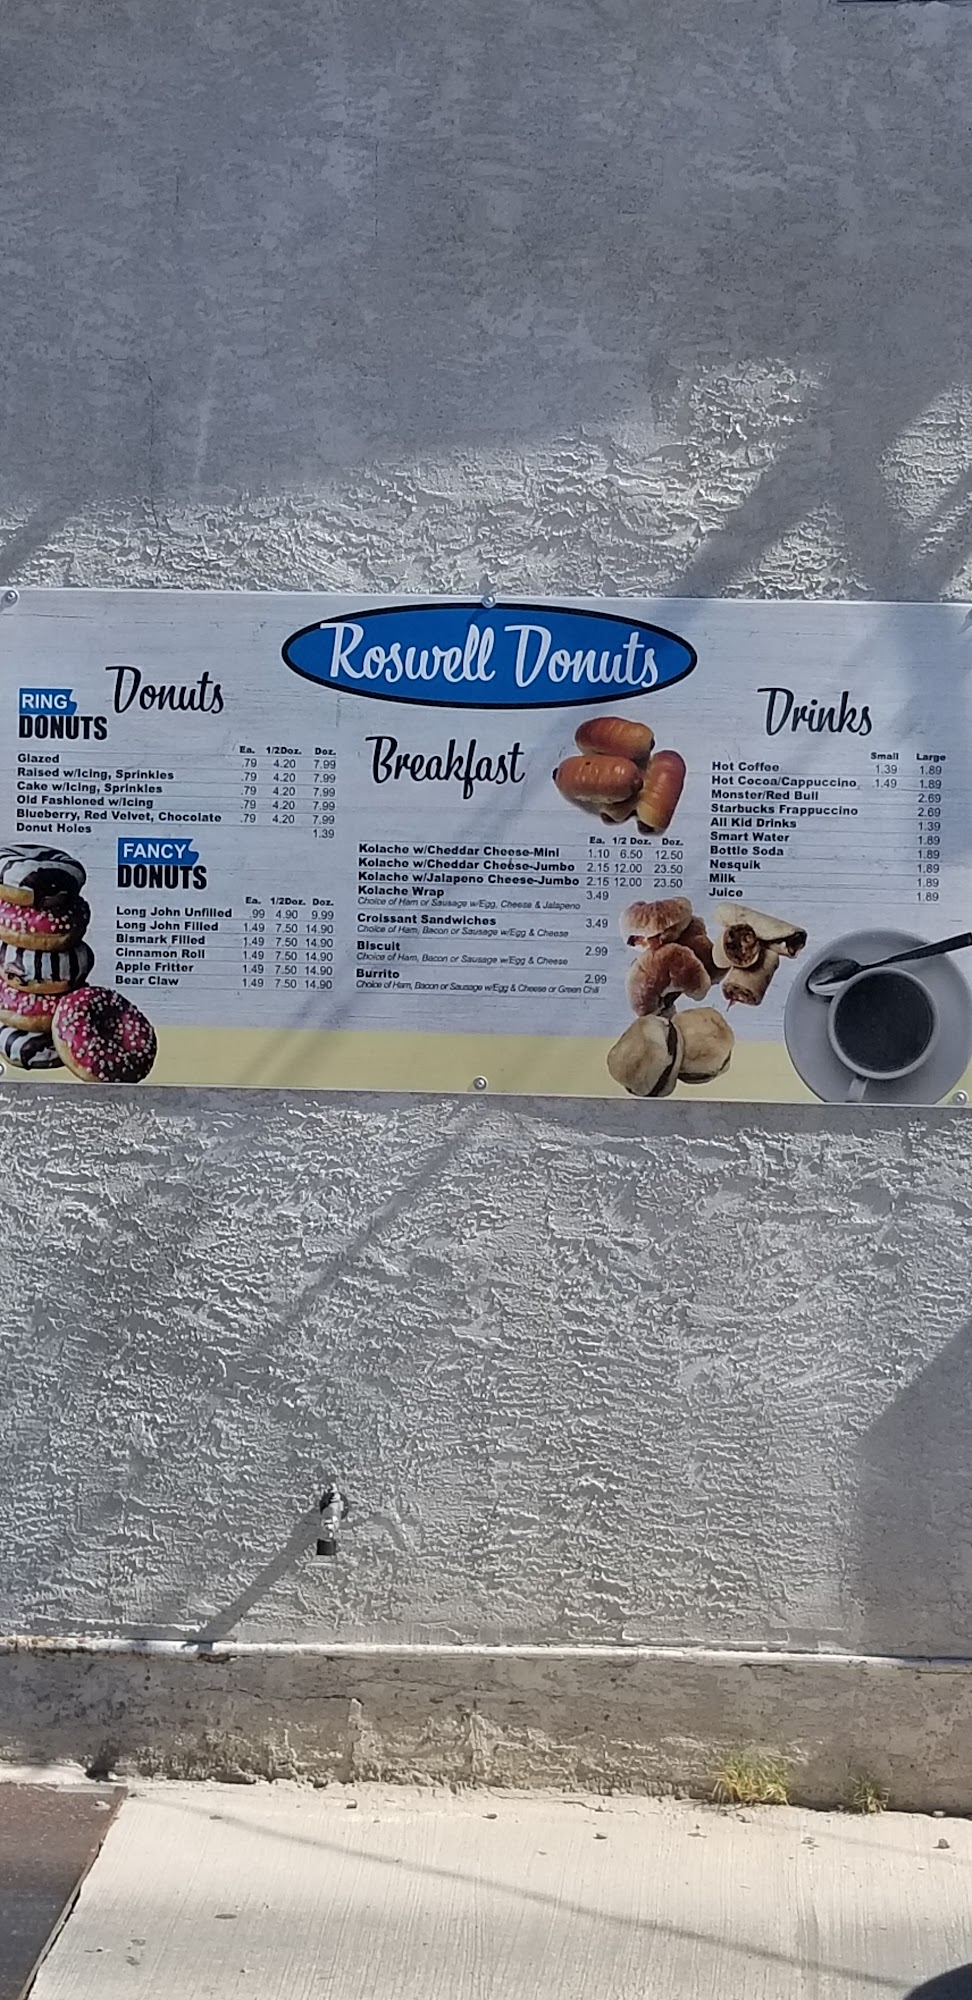 Roswell Donuts
Donuts
RING
DONUTS
Ea. 1/2Doz. Doz.
Glazed .79 4.20 7.99
Raised w/Icing, Sprinkles .79 4.20 7.99
Cake w/Icing, Sprinkles .79 4.20 7.99
Old Fashioned w/Icing .79 4.20 7.99
Blueberry, Red Velvet, Chocolate .79 4.20 7.99
Donut Holes 1.39
FANCY
DONUTS
Ea. 1/2Doz. Doz.
Long John Unfilled .99 4.90 9.99
Long John Filled 1.49 7.50 14.90
Bismark Filled 1.49 7.50 14.90
Cinnamon Roll 1.49 7.50 14.90
Apple Fritter 1.49 7.50 14.90
Bear Claw 1.49 7.50 14.90
Breakfast
Ea. 1/2 Doz. Doz.
Kolache w/Cheddar Cheese-Mini 1.10 6.50 12.50
Kolache w/Cheddar Cheese-Jumbo 2.15 12.00 23.50
Kolache w/Jalapeno Cheese-Jumbo 2.15 12.00 23.50
Kolache Wrap 3.49
Choice of Ham or Sausage w/Egg, Cheese & Jalapeno
Croissant Sandwiches 3.49
Choice of Ham, Bacon or Sausage w/Egg & Cheese
Biscuit 2.99
Choice of Ham, Bacon or Sausage w/Egg & Cheese
Burrito 2.99
Choice of Ham, Bacon or Sausage w/Egg & Cheese or Green Chili
Drinks
Small Large
Hot Coffee 1.39 1.89
Hot Cocoa/Cappuccino 1.49 1.89
Monster/Red Bull 2.69
Starbucks Frappuccino 2.69
All Kid Drinks 1.39
Smart Water 1.89
Bottle Soda 1.89
Nesquik 1.89
Milk 1.89
Juice 1.89